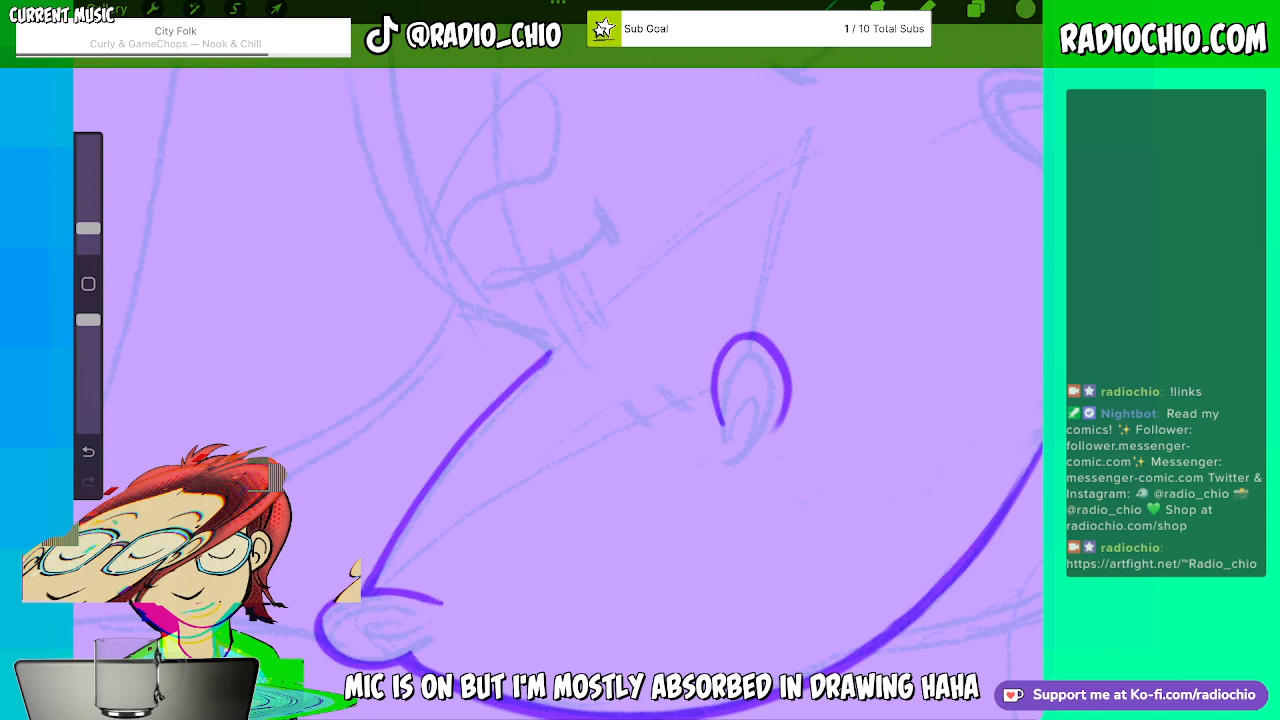 CURRENT MUSIC
City Folk
Curly & GameChops — Nook & Chill
@RADIO_CHIO
Sub Goal
1 / 10 Total Subs
RADIOCHIO.COM
radiochio: !links
Nightbot: Read my
comics! ✨ Follower:
follower.messenger-
comic.com✨ Messenger:
messenger-comic.com Twitter &
Instagram: 🐦 @radio_chio 📸
@radio_chio 💚 Shop at
radiochio.com/shop
radiochio:
https://artfight.net/~Radio_chio
MIC IS ON BUT I'M MOSTLY ABSORBED IN DRAWING HAHA
Support me at Ko-fi.com/radiochio